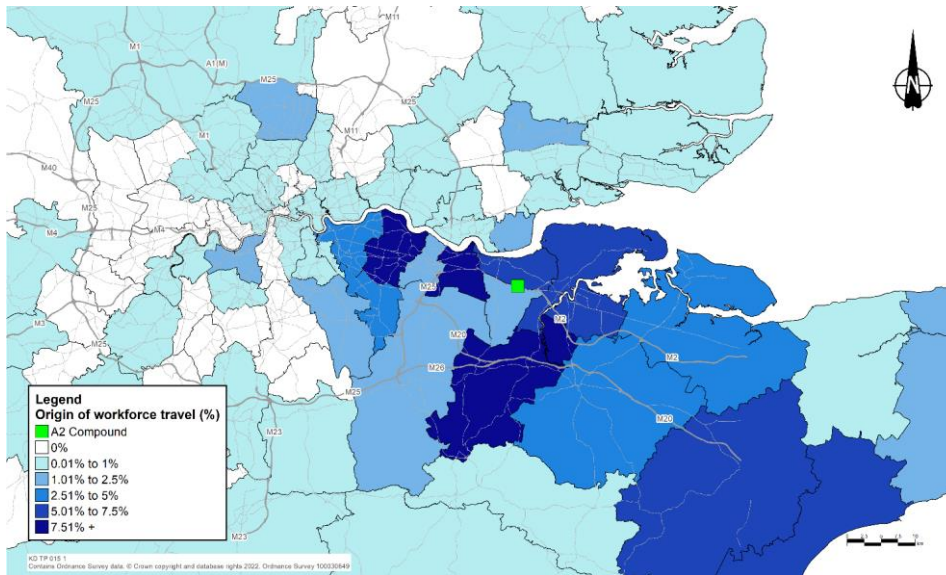 M11
M1
A1(M)
M25
M25
M25
M11
M1
M40
M25
M4
M4
N
M25
M3
M25
M20
M2
M26
M2
M25
M20
M23
M23
Legend
Origin of workforce travel (%)
A2 Compound
0%
0.01% to 1%
1.01% to 2.5%
2.51% to 5%
5.01% to 7.5%
7.51% +
Contains Ordnance Survey data. © Crown copyright and database rights 2022. Ordnance Survey 100030649